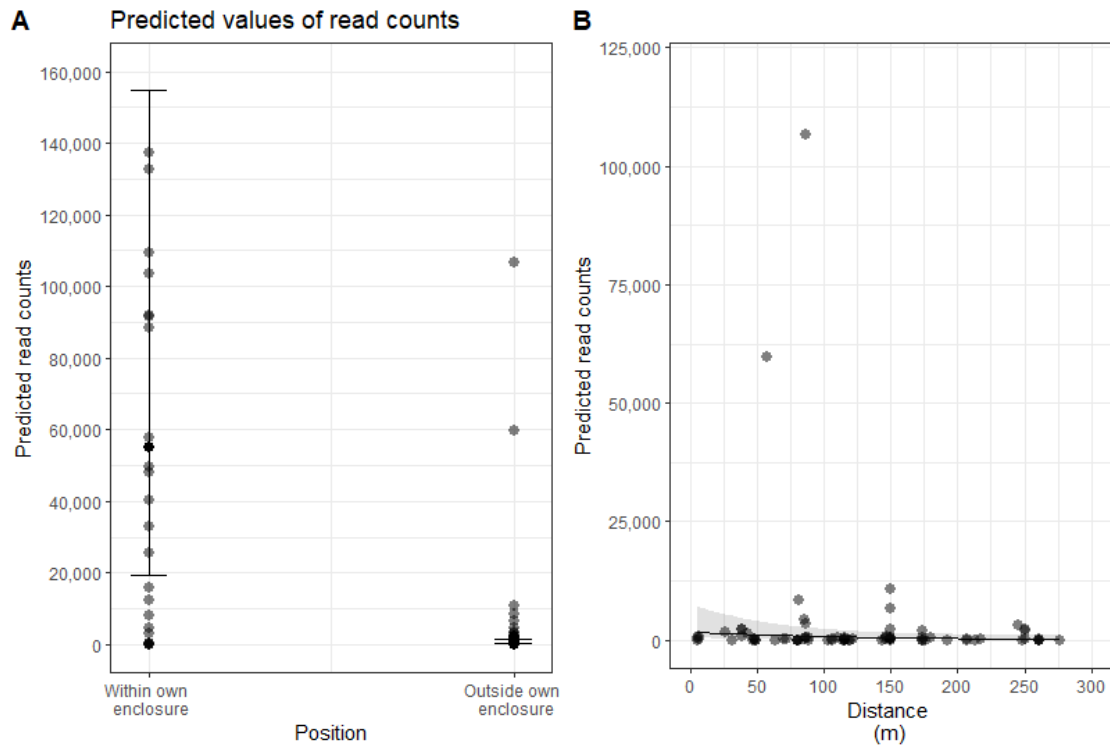 A
Predicted values of read counts
Predicted read counts
160,000
140,000
120,000
100,000
80,000
60,000
40,000
20,000
0
Within own
enclosure
Outside own
enclosure
Position
B
Predicted read counts
125,000
100,000
75,000
50,000
25,000
0
0 50 100 150 200 250 300
Distance
(m)